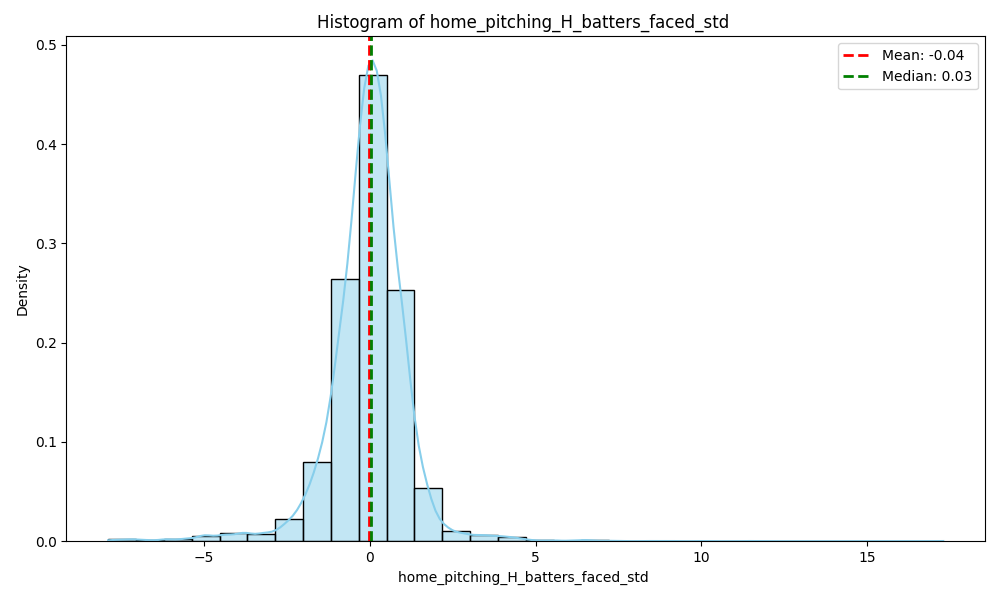 Histogram of home_pitching_H_batters_faced_std
Mean: -0.04
Median: 0.03
Density
0.5
0.4
0.3
0.2
0.1
0.0
−5
0
5
10
15
home_pitching_H_batters_faced_std